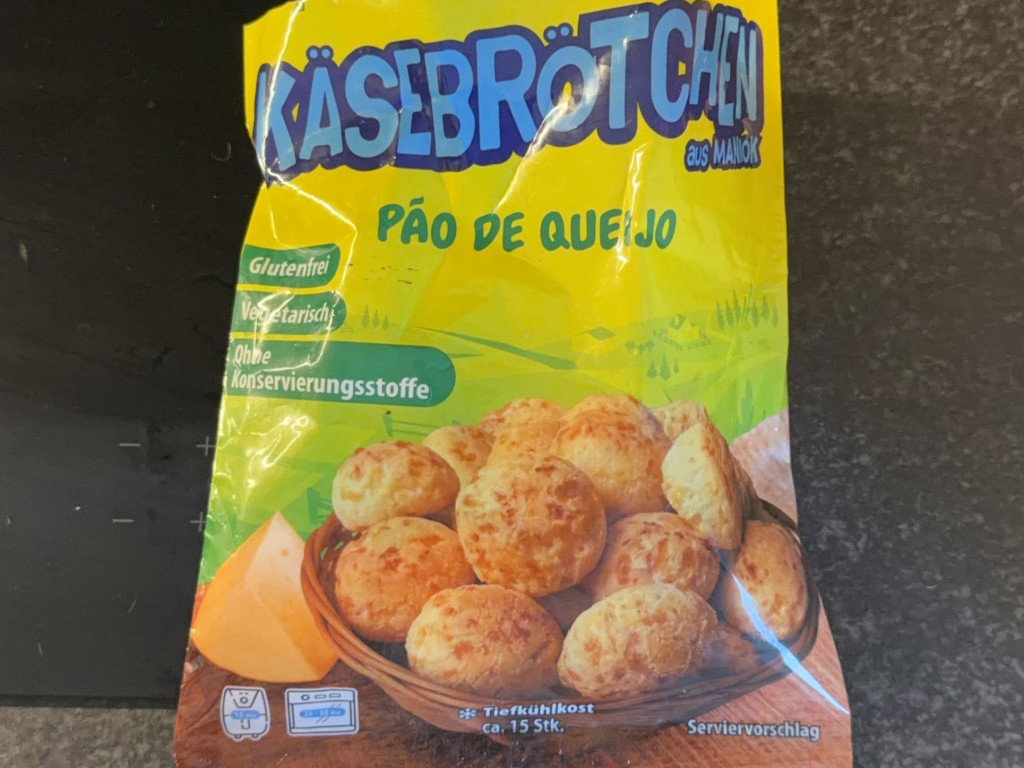 KÄSEBRÖTCHEN
aus MANIOK
PÃO DE QUEIJO
Glutenfrei
Vegetarisch
Ohne
Konservierungsstoffe
Tiefkühlkost
ca. 15 Stk.
Serviervorschlag